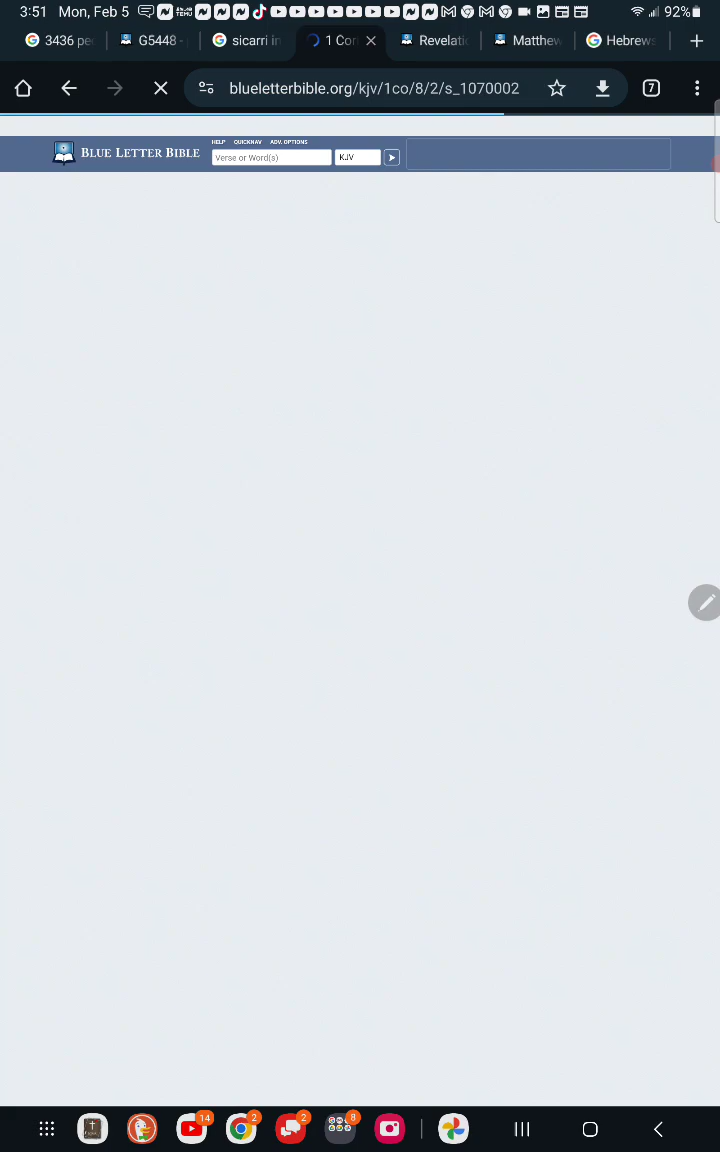 3:51 Mon, Feb 5 92%
3436 pe
G5448 -
sicarri in
1 Cori
Revelati
Matthew
Hebrews
blueletterbible.org/kjv/1co/8/2/s_1070002
7
HELP QUICKNAV ADV. OPTIONS
BLUE LETTER BIBLE
Verse or Word(s)
KJV
14
2
2
8